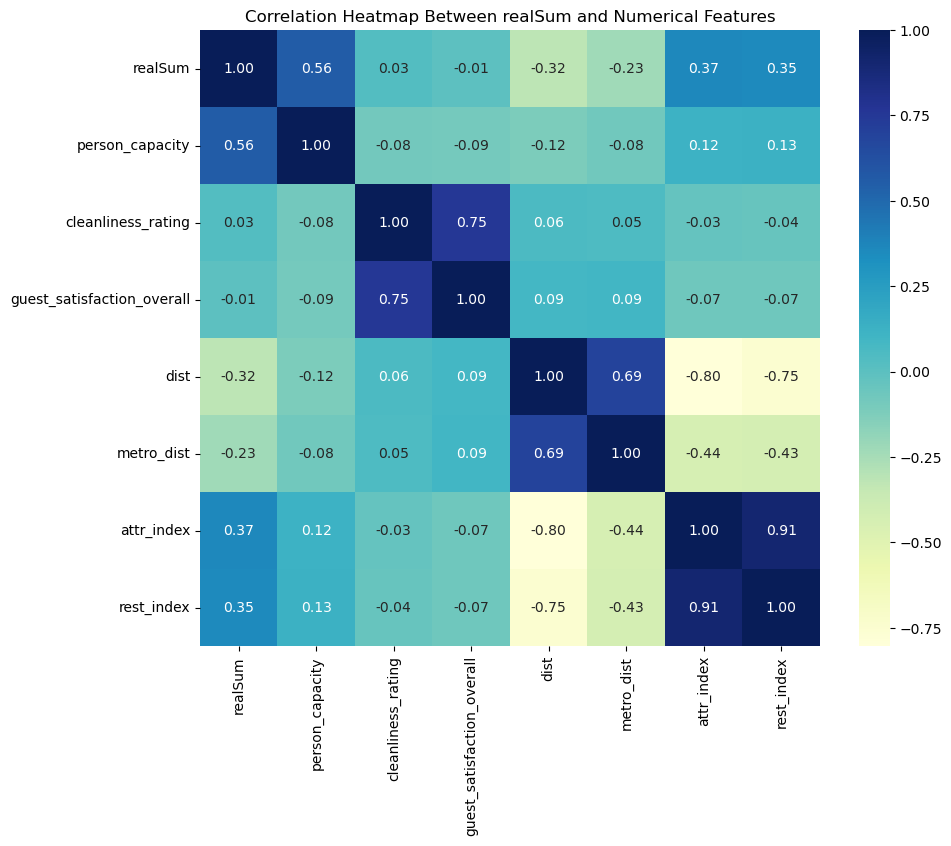 Correlation Heatmap Between realSum and Numerical Features
realSum 1.00 0.56 0.03 -0.01 -0.32 -0.23 0.37 0.35
person_capacity 0.56 1.00 -0.08 -0.09 -0.12 -0.08 0.12 0.13
cleanliness_rating 0.03 -0.08 1.00 0.75 0.06 0.05 -0.03 -0.04
guest_satisfaction_overall -0.01 -0.09 0.75 1.00 0.09 0.09 -0.07 -0.07
dist -0.32 -0.12 0.06 0.09 1.00 0.69 -0.80 -0.75
metro_dist -0.23 -0.08 0.05 0.09 0.69 1.00 -0.44 -0.43
attr_index 0.37 0.12 -0.03 -0.07 -0.80 -0.44 1.00 0.91
rest_index 0.35 0.13 -0.04 -0.07 -0.75 -0.43 0.91 1.00
realSum
person_capacity
cleanliness_rating
guest_satisfaction_overall
dist
metro_dist
attr_index
rest_index
1.00
0.75
0.50
0.25
0.00
−0.25
−0.50
−0.75